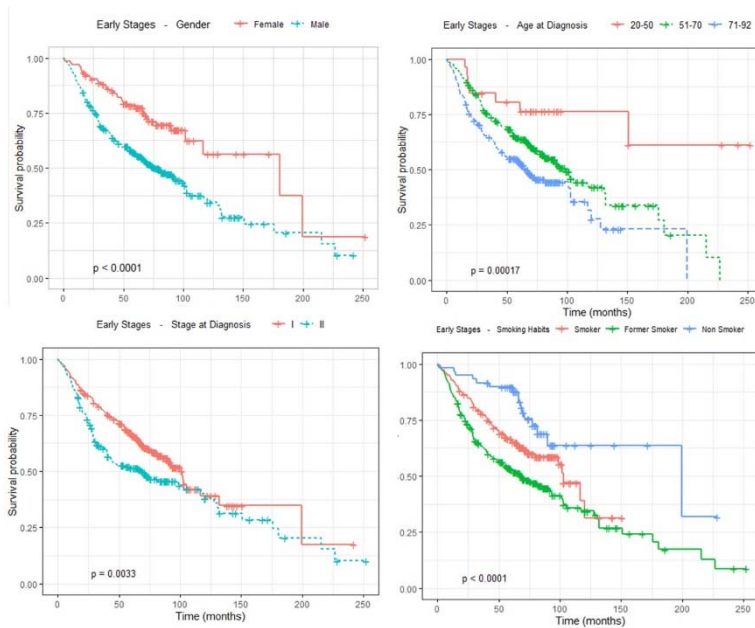 Early Stages - Gender Female Male
Survival probability
1.00
0.75
0.50
0.25
0.00
p < 0.0001
0 50 100 150 200 250
Early Stages - Age at Diagnosis 20-50 51-70 71-92
Survival probability
1.00
0.75
0.50
0.25
0.00
p = 0.00017
0 50 100 150 200 250
Time (months)
Early Stages - Stage at Diagnosis I II
Survival probability
1.00
0.75
0.50
0.25
0.00
p = 0.0033
0 50 100 150 200 250
Time (months)
Early Stages - Smoking Habits Smoker Former Smoker Non Smoker
Survival probability
1.00
0.75
0.50
0.25
0.00
p < 0.0001
0 50 100 150 200 250
Time (months)